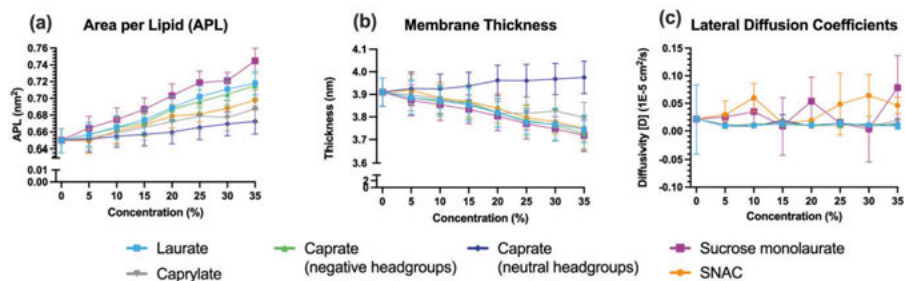 (a) Area per Lipid (APL)
APL (nm²)
0.76
0.74
0.72
0.70
0.68
0.66
0.64
0.01
0.00
0 5 10 15 20 25 30 35
Concentration (%)
(b) Membrane Thickness
Thickness (nm)
4.1
4.0
3.9
3.8
3.7
3.6
2
0
0 5 10 15 20 25 30 35
Concentration (%)
(c) Lateral Diffusion Coefficients
Diffusivity [D] (1E-5 cm²/s)
0.15
0.10
0.05
0.00
-0.05
-0.10
0 5 10 15 20 25 30 35
Concentration (%)
Laurate
Caprylate
Caprate
(negative headgroups)
Caprate
(neutral headgroups)
Sucrose monolaurate
SNAC